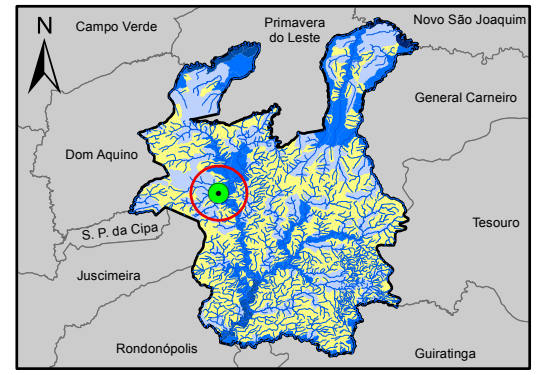 N
Campo Verde
Primavera
do Leste
Novo São Joaquim
General Carneiro
Dom Aquino
Tesouro
S. P. da Cipa
Juscimeira
Rondonópolis
Guiratinga